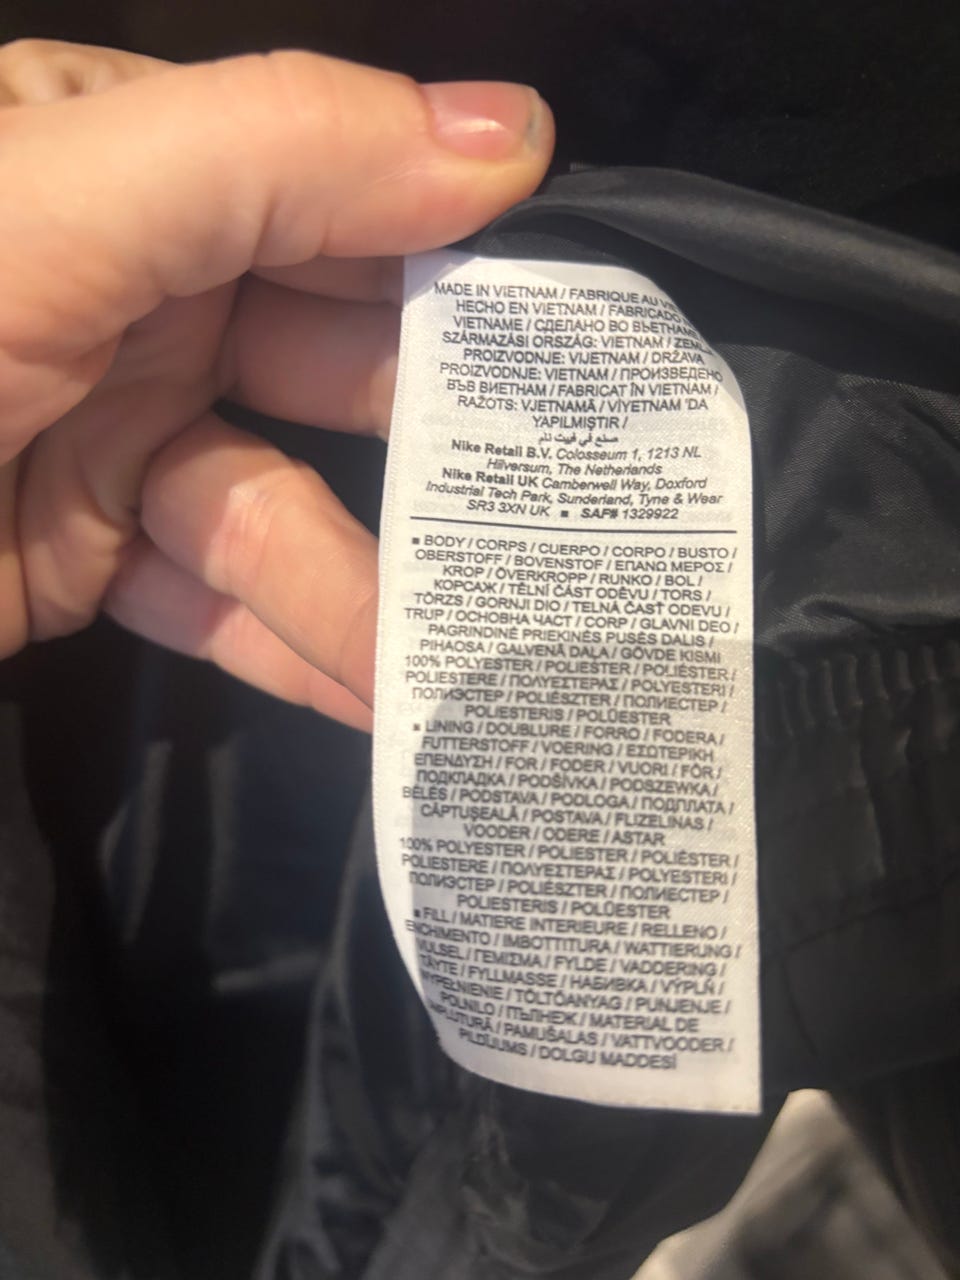 MADE IN VIETNAM / FABRIQUE AU
HECHO EN VIETNAM / FABRICADO
VIETNAME / СДЕЛАНО ВО ВЬЕТНАМЕ
SZÁRMAZÁSI ORSZÁG: VIETNAM /
PROIZVODNJE: VIJETNAM / DRŽAVA
PROIZVODNJE: VIETNAM / ПРОИЗВЕДЕНО
ВЪВ ВИЕТНАМ / FABRICAT ÎN VIETNAM /
RAŽOTS: VJETNAMĀ / VİYETNAM 'DA
YAPILMIŞTIR /
صنع في فييت نام
Nike Retail B.V. Colosseum 1, 1213 NL
Hilversum, The Netherlands
Nike Retail UK Camberwell Way, Doxford
Industrial Tech Park, Sunderland, Tyne & Wear
SR3 3XN UK ■ SAF# 1329922
■ BODY / CORPS / CUERPO / CORPO / BUSTO /
OBERSTOFF / BOVENSTOF / ΕΠΑΝΩ ΜΕΡΟΣ /
KROP / ÖVERKROPP / RUNKO / BOL /
КОРСАЖ / TĚLNÍ ČÁST ODĚVU / TORS /
TÖRZS / GORNJI DIO / TELNÁ ČASŤ ODEVU /
TRUP / ОСНОВНА ЧАСТ / CORP / GLAVNI DEO /
PAGRINDINĖ PRIEKINĖS PUSĖS DALIS /
PIHAOSA / GALVENĀ DAĻA / GÖVDE KISMI
100% POLYESTER / POLIESTER / POLIÉSTER /
POLIESTERE / ΠΟΛΥΕΣΤΕΡΑΣ / POLYESTERI /
ПОЛИЭСТЕР / POLIÉSZTER / ПОЛИЕСТЕР /
POLIESTERIS / POLÜESTER
■ LINING / DOUBLURE / FORRO / FODERA /
FUTTERSTOFF / VOERING / ΕΣΩΤΕΡΙΚΗ
ΕΠΕΝΔΥΣΗ / FOR / FODER / VUORI / FÔR /
ПОДКЛАДКА / PODŠÍVKA / PODSZEWKA /
BÉLÉS / PODSTAVA / PODLOGA / ПОДПЛАТА /
CĂPTUŞEALĂ / POSTAVA / FLIZELINAS /
VOODER / ODERE / ASTAR
100% POLYESTER / POLIESTER / POLIÉSTER /
POLIESTERE / ΠΟΛΥΕΣΤΕΡΑΣ / POLYESTERI /
ПОЛИЭСТЕР / POLIÉSZTER / ПОЛИЕСТЕР /
POLIESTERIS / POLÜESTER
■ FILL / MATIERE INTERIEURE / RELLENO /
ENCHIMENTO / IMBOTTITURA / WATTIERUNG /
VULSEL / ΓΕΜΙΣΜΑ / FYLDE / VADDERING /
TÄYTE / FYLLMASSE / НАБИВКА / VÝPLŇ /
WYPEŁNIENIE / TÖLTŐANYAG / PUNJENJE /
POLNILO / ПЪЛНЕЖ / MATERIAL DE
UMPLUTURĂ / PAMUŠALAS / VATTVOODER /
PILDĪJUMS / DOLGU MADDESİ